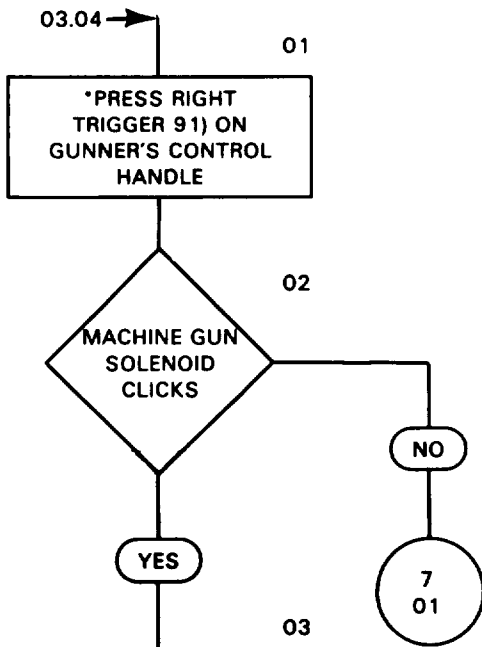 03.04
01
*PRESS RIGHT
TRIGGER 91) ON
GUNNER'S CONTROL
HANDLE
02
MACHINE GUN
SOLENOID
CLICKS
NO
YES
7
01
03